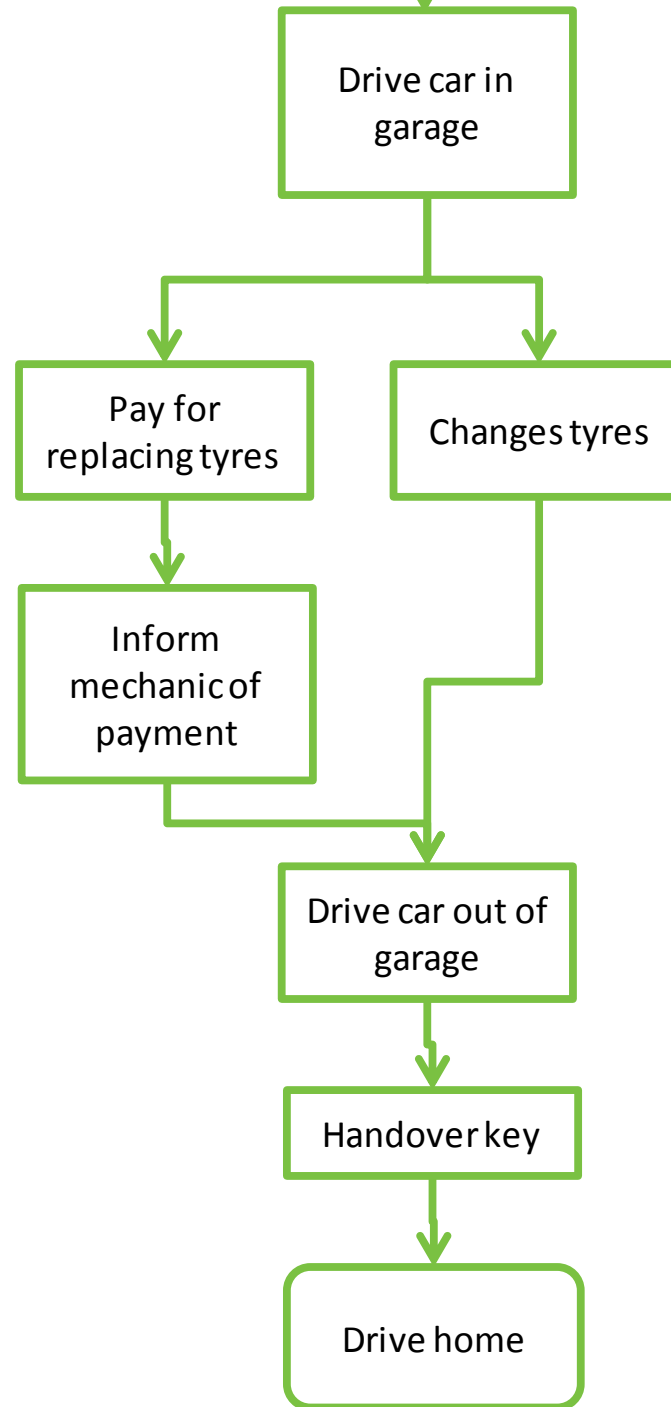 Drive car in
garage
Pay for
replacing tyres
Changes tyres
Inform
mechanic of
payment
Drive car out of
garage
Handover key
Drive home